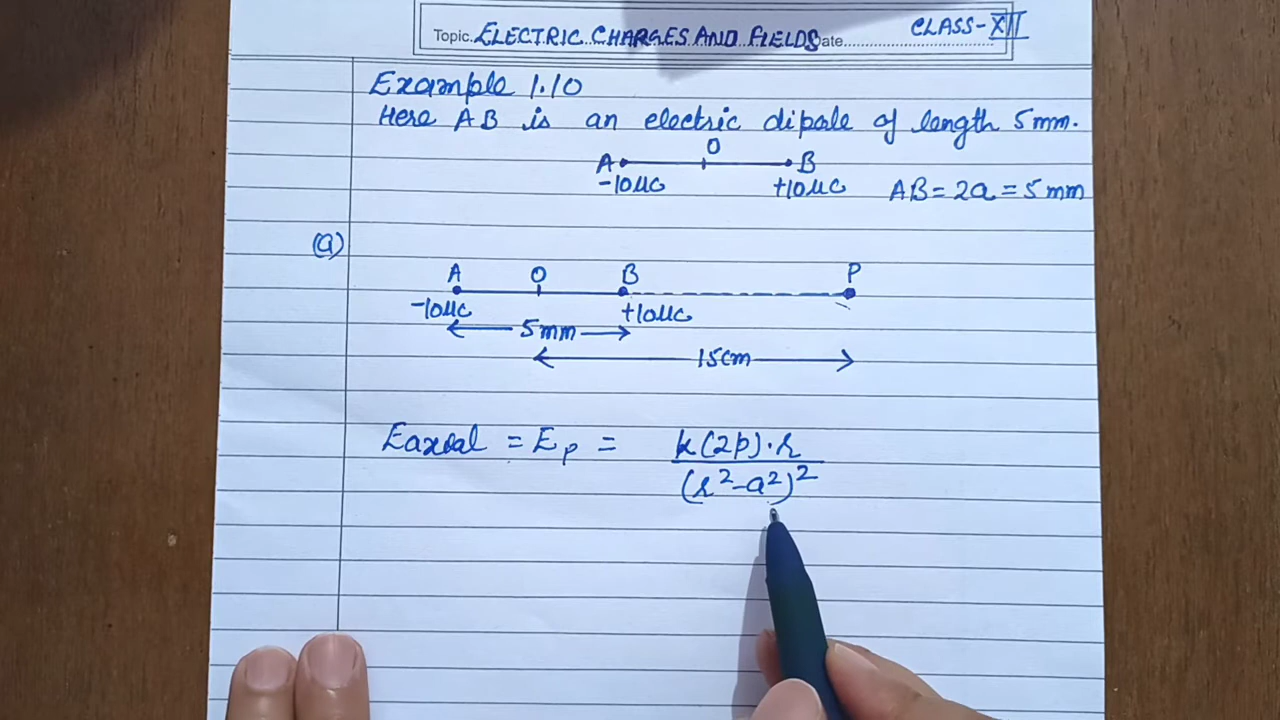 Topic. ELECTRIC CHARGES AND FIELDS Date CLASS-XII
Example 1.10
Here AB is an electric dipole of length 5mm.
O
A B
-10μC +10μC AB = 2a = 5mm
(a)
A O B P
-10μC +10μC
5mm
15cm
Eaxial = Ep = k(2p)·r
(r²-a²)²